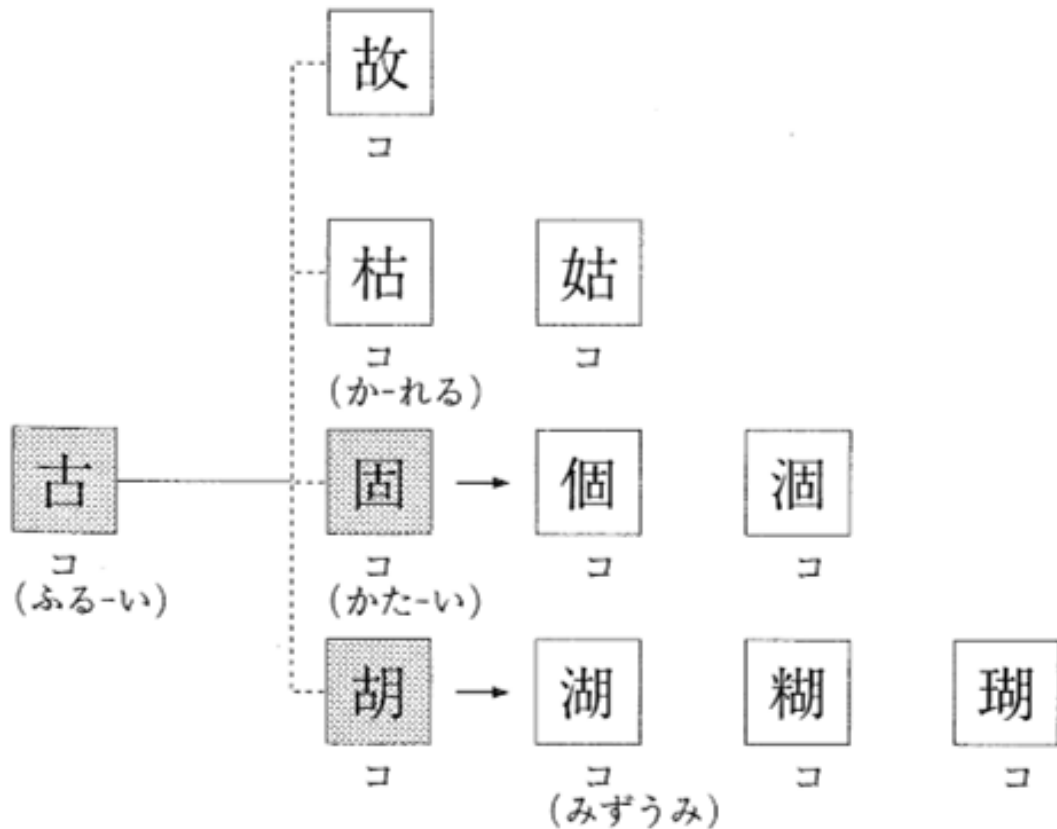 故
コ
枯 姑
コ コ
(か-れる)
古 固 個 涸
コ コ コ コ
(ふる-い) (かた-い)
胡 湖 糊 瑚
コ コ コ コ
(みずうみ)